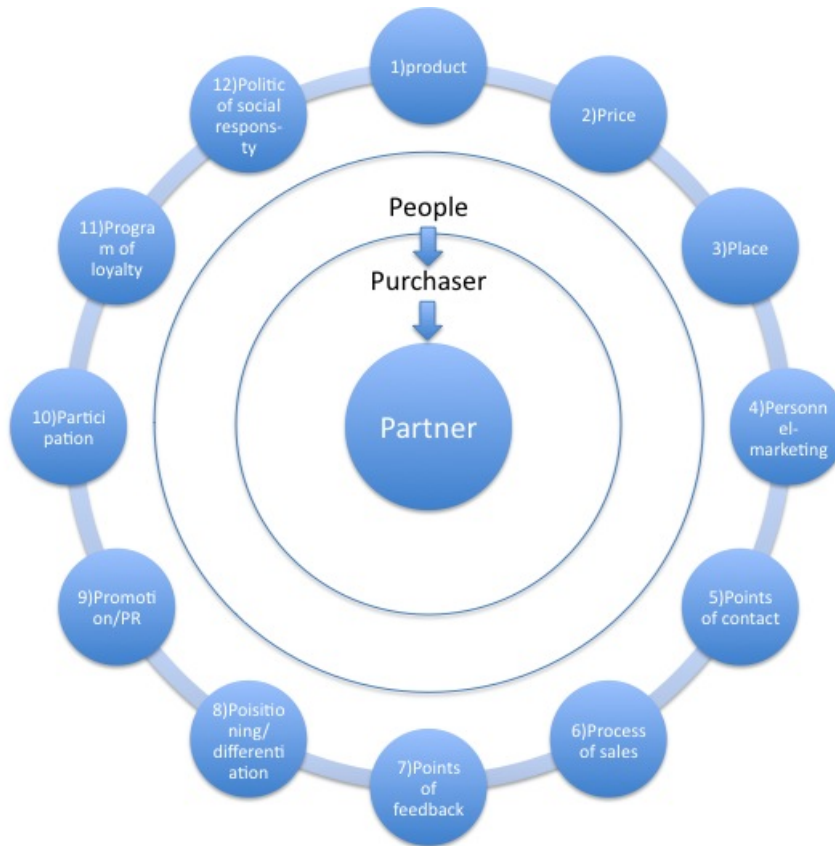 1)product
2)Price
3)Place
4)Personn
el-
marketing
5)Points
of contact
6)Process
of sales
7)Points
of
feedback
8)Poisitio
ning/
differenti
ation
9)Promoti
on/PR
10)Partici
pation
11)Progra
m of
loyalty
12)Politic
of social
respons-
ty
People
Purchaser
Partner